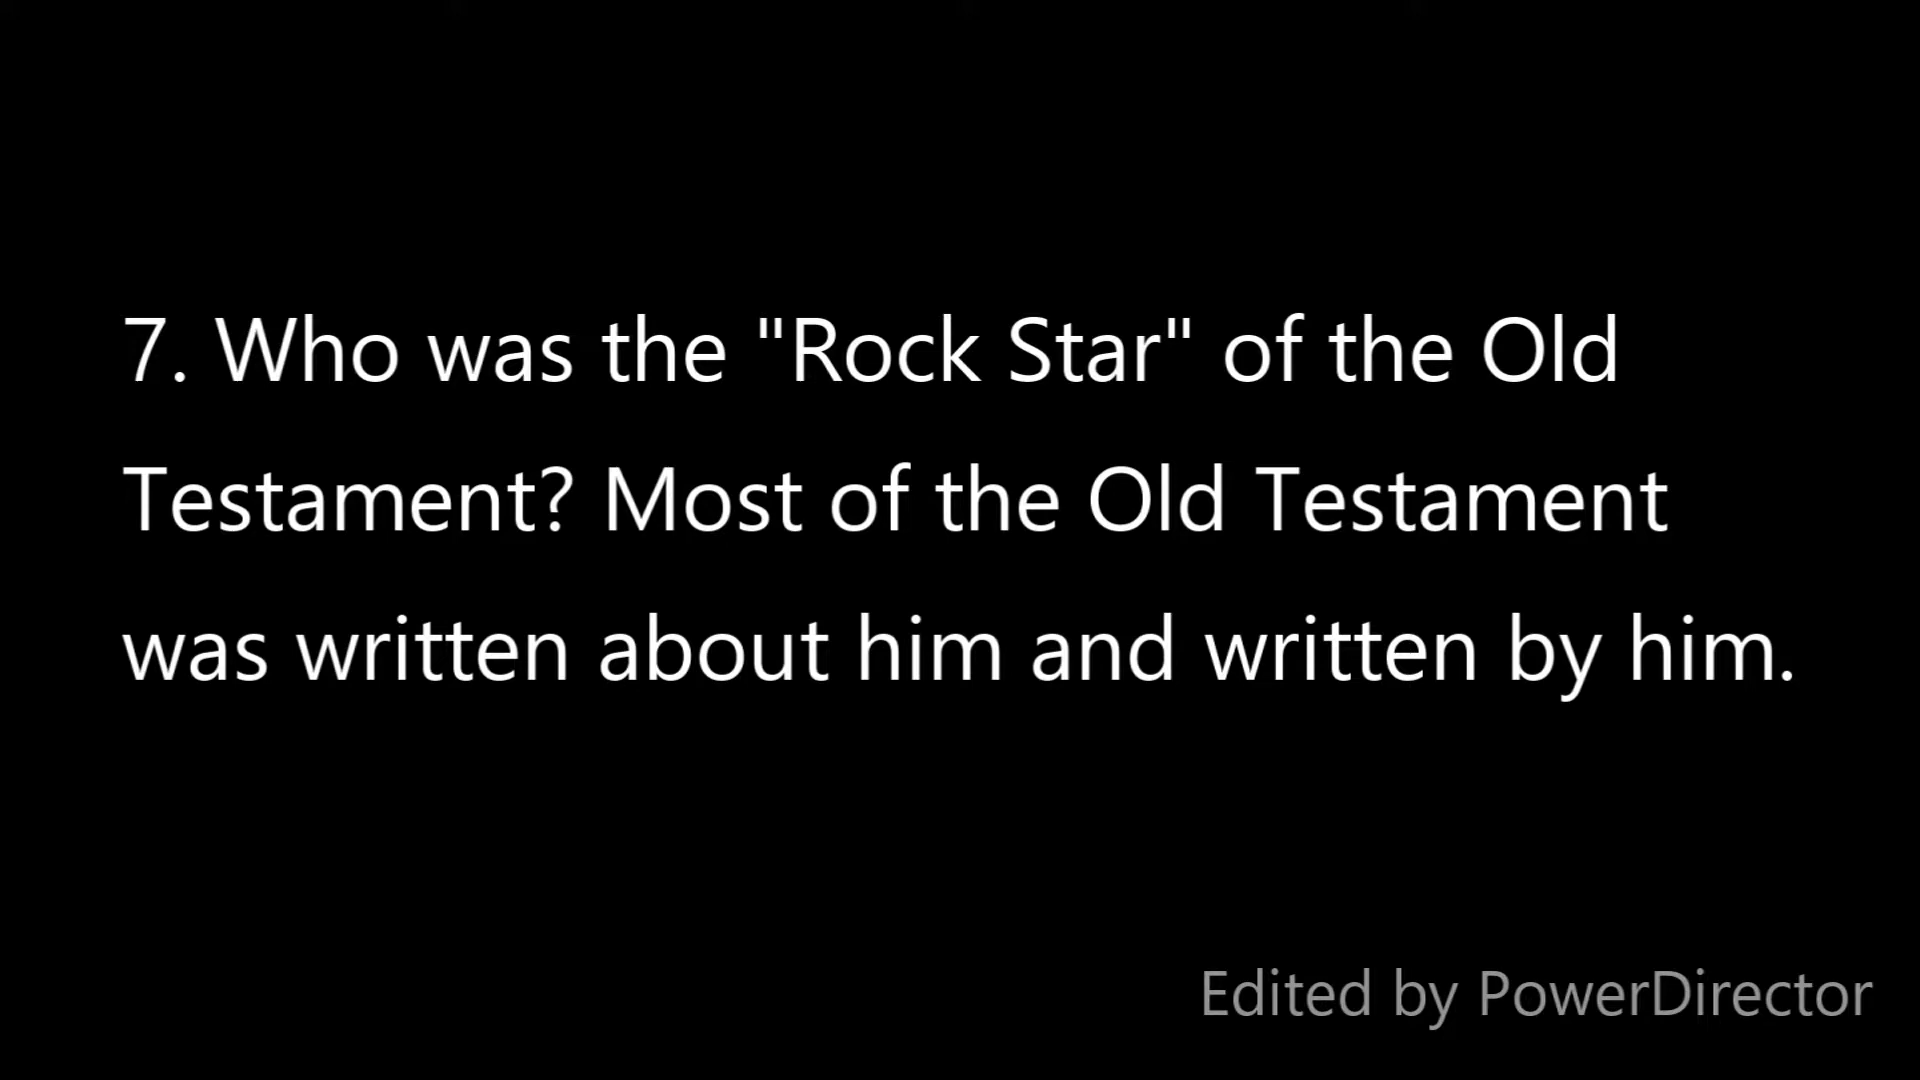 7. Who was the "Rock Star" of the Old
Testament? Most of the Old Testament
was written about him and written by him.
Edited by PowerDirector